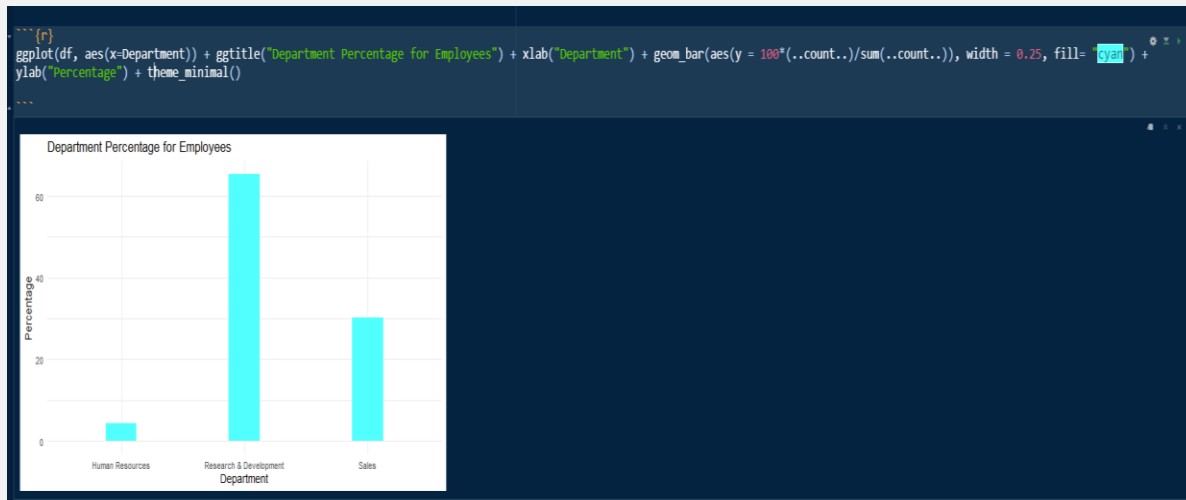 ```{r}
ggplot(df, aes(x=Department)) + ggtitle("Department Percentage for Employees") + xlab("Department") + geom_bar(aes(y = 100*(..count..)/sum(..count..)), width = 0.25, fill= "cyan") +
ylab("Percentage") + theme_minimal()
```
Department Percentage for Employees
60
40
20
0
Percentage
Human Resources Research & Development Sales
Department